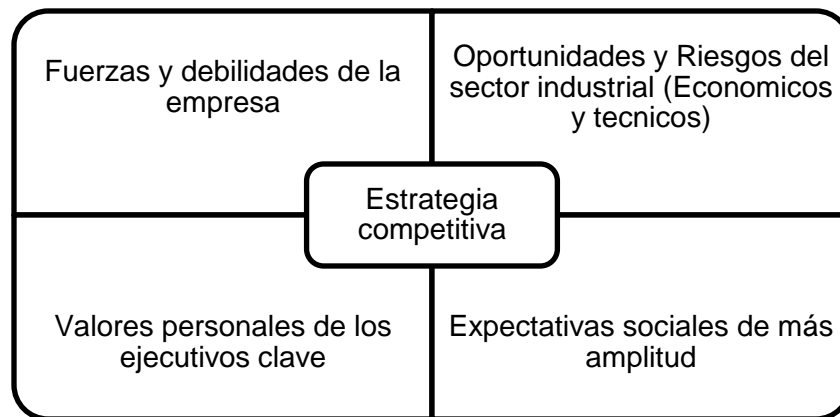 Fuerzas y debilidades de la
empresa
Oportunidades y Riesgos del
sector industrial (Economicos
y tecnicos)
Estrategia
competitiva
Valores personales de los
ejecutivos clave
Expectativas sociales de más
amplitud